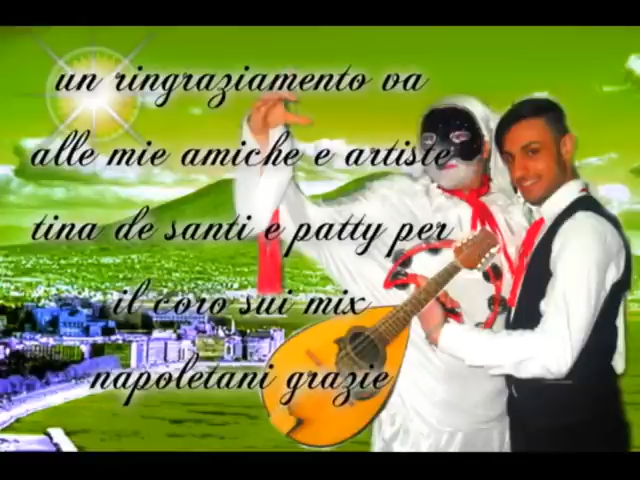 un ringraziamento va
alle mie amiche e artiste
tina de santi e patty per
il coro sui mix
napoletani grazie